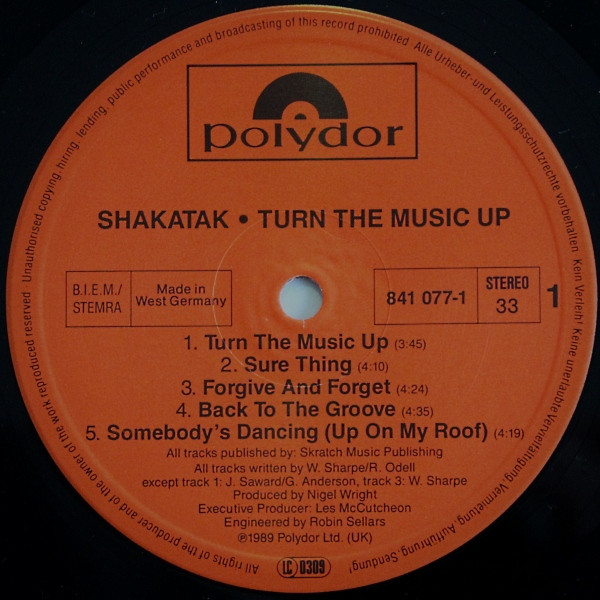 Unauthorised copying, hiring, lending, public performance and broadcasting of this record prohibited
Alle Urheber- und Leistungsschutzrechte vorbehalten
Kein Verleih! Keine unerlaubte Vervielfältigung, Vermietung, Aufführung, Sendung!
All rights of the producer and of the owner of the work reproduced reserved
polydor
SHAKATAK • TURN THE MUSIC UP
B.I.E.M./
STEMRA
Made in
West Germany
841 077-1
STEREO
33
1
1. Turn The Music Up (3:45)
2. Sure Thing (4:10)
3. Forgive And Forget (4:24)
4. Back To The Groove (4:35)
5. Somebody's Dancing (Up On My Roof) (4:19)
All tracks published by: Skratch Music Publishing
All tracks written by W. Sharpe/R. Odell
except track 1: J. Saward/G. Anderson, track 3: W. Sharpe
Produced by Nigel Wright
Executive Producer: Les McCutcheon
Engineered by Robin Sellars
℗1989 Polydor Ltd. (UK)
LC 0309